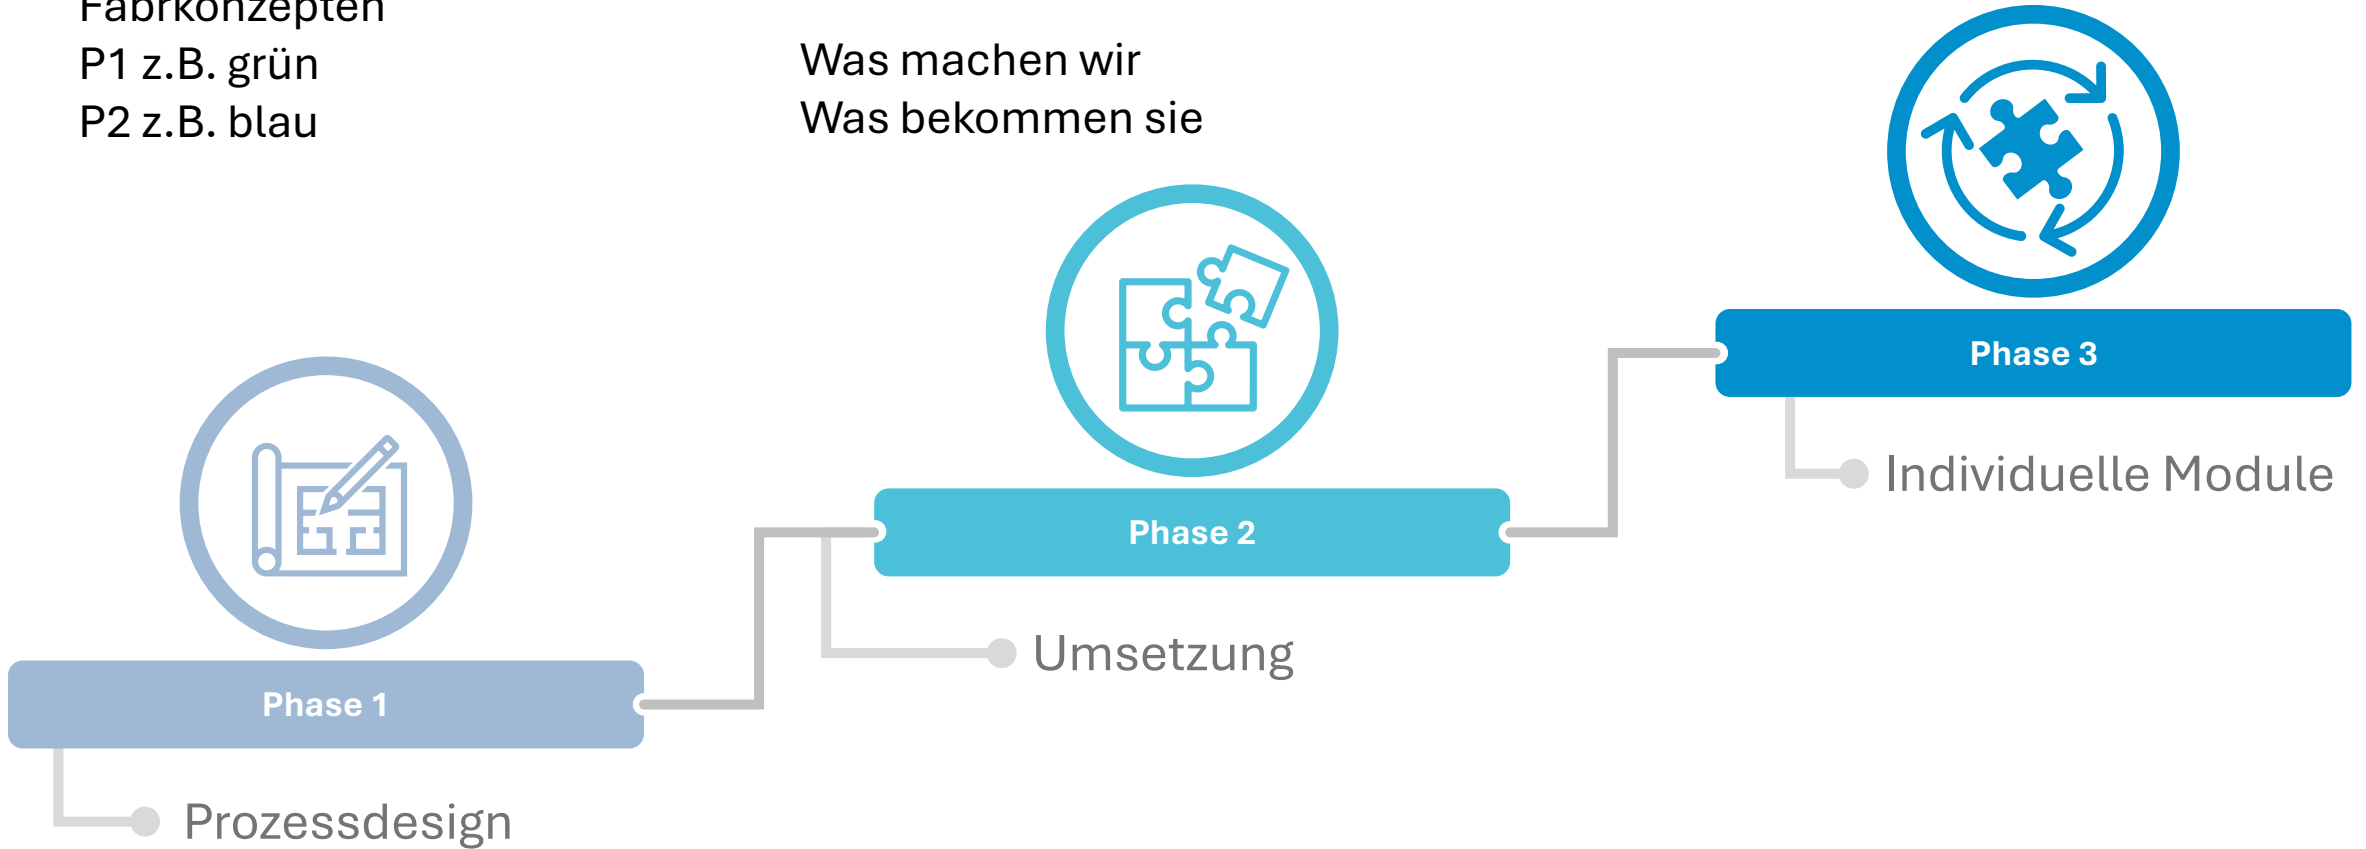 Fabrkonzepten
P1 z.B. grün
P2 z.B. blau
Was machen wir
Was bekommen sie
Phase 3
Individuelle Module
Phase 2
Umsetzung
Phase 1
Prozessdesign